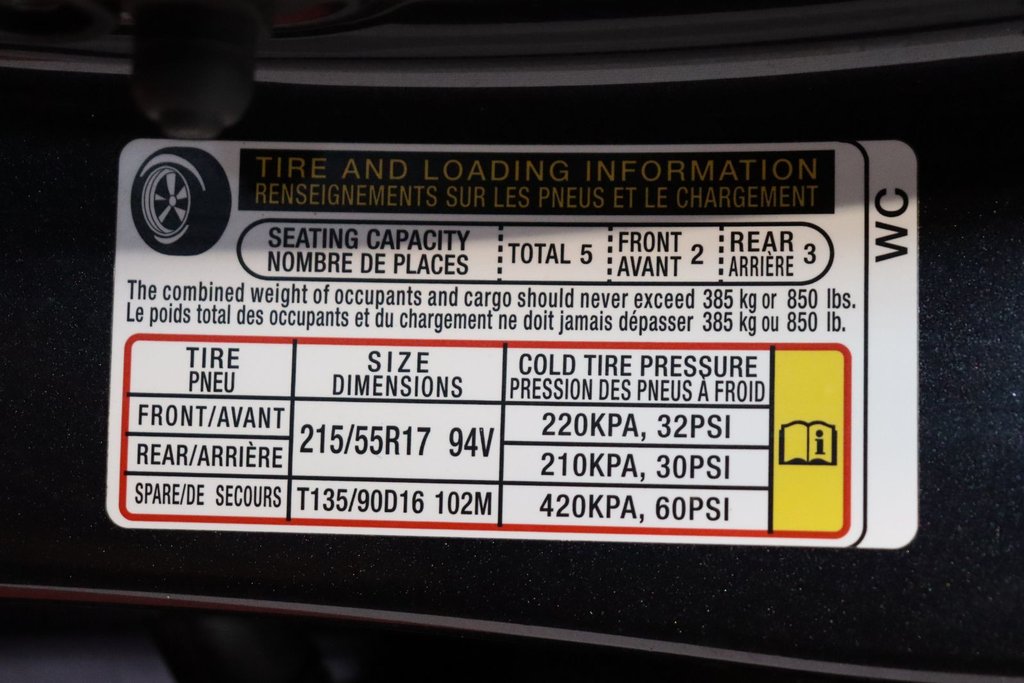 TIRE AND LOADING INFORMATION
RENSEIGNEMENTS SUR LES PNEUS ET LE CHARGEMENT
SEATING CAPACITY
NOMBRE DE PLACES
TOTAL 5
FRONT
AVANT 2
REAR
ARRIÈRE 3
The combined weight of occupants and cargo should never exceed 385 kg or 850 lbs.
Le poids total des occupants et du chargement ne doit jamais dépasser 385 kg ou 850 lb.
TIRE
PNEU
SIZE
DIMENSIONS
COLD TIRE PRESSURE
PRESSION DES PNEUS À FROID
FRONT/AVANT
215/55R17 94V
220KPA, 32PSI
REAR/ARRIÈRE
210KPA, 30PSI
SPARE/DE SECOURS
T135/90D16 102M
420KPA, 60PSI
i
WC